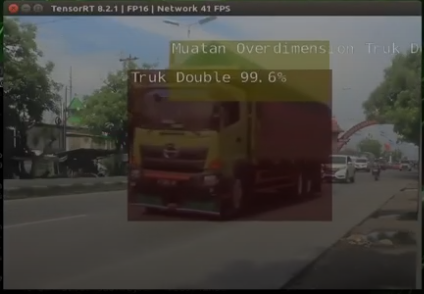 TensorRT 8.2.1 | FP16 | Network 41 FPS
Muatan Overdimension Truk
Truk Double 99.6%